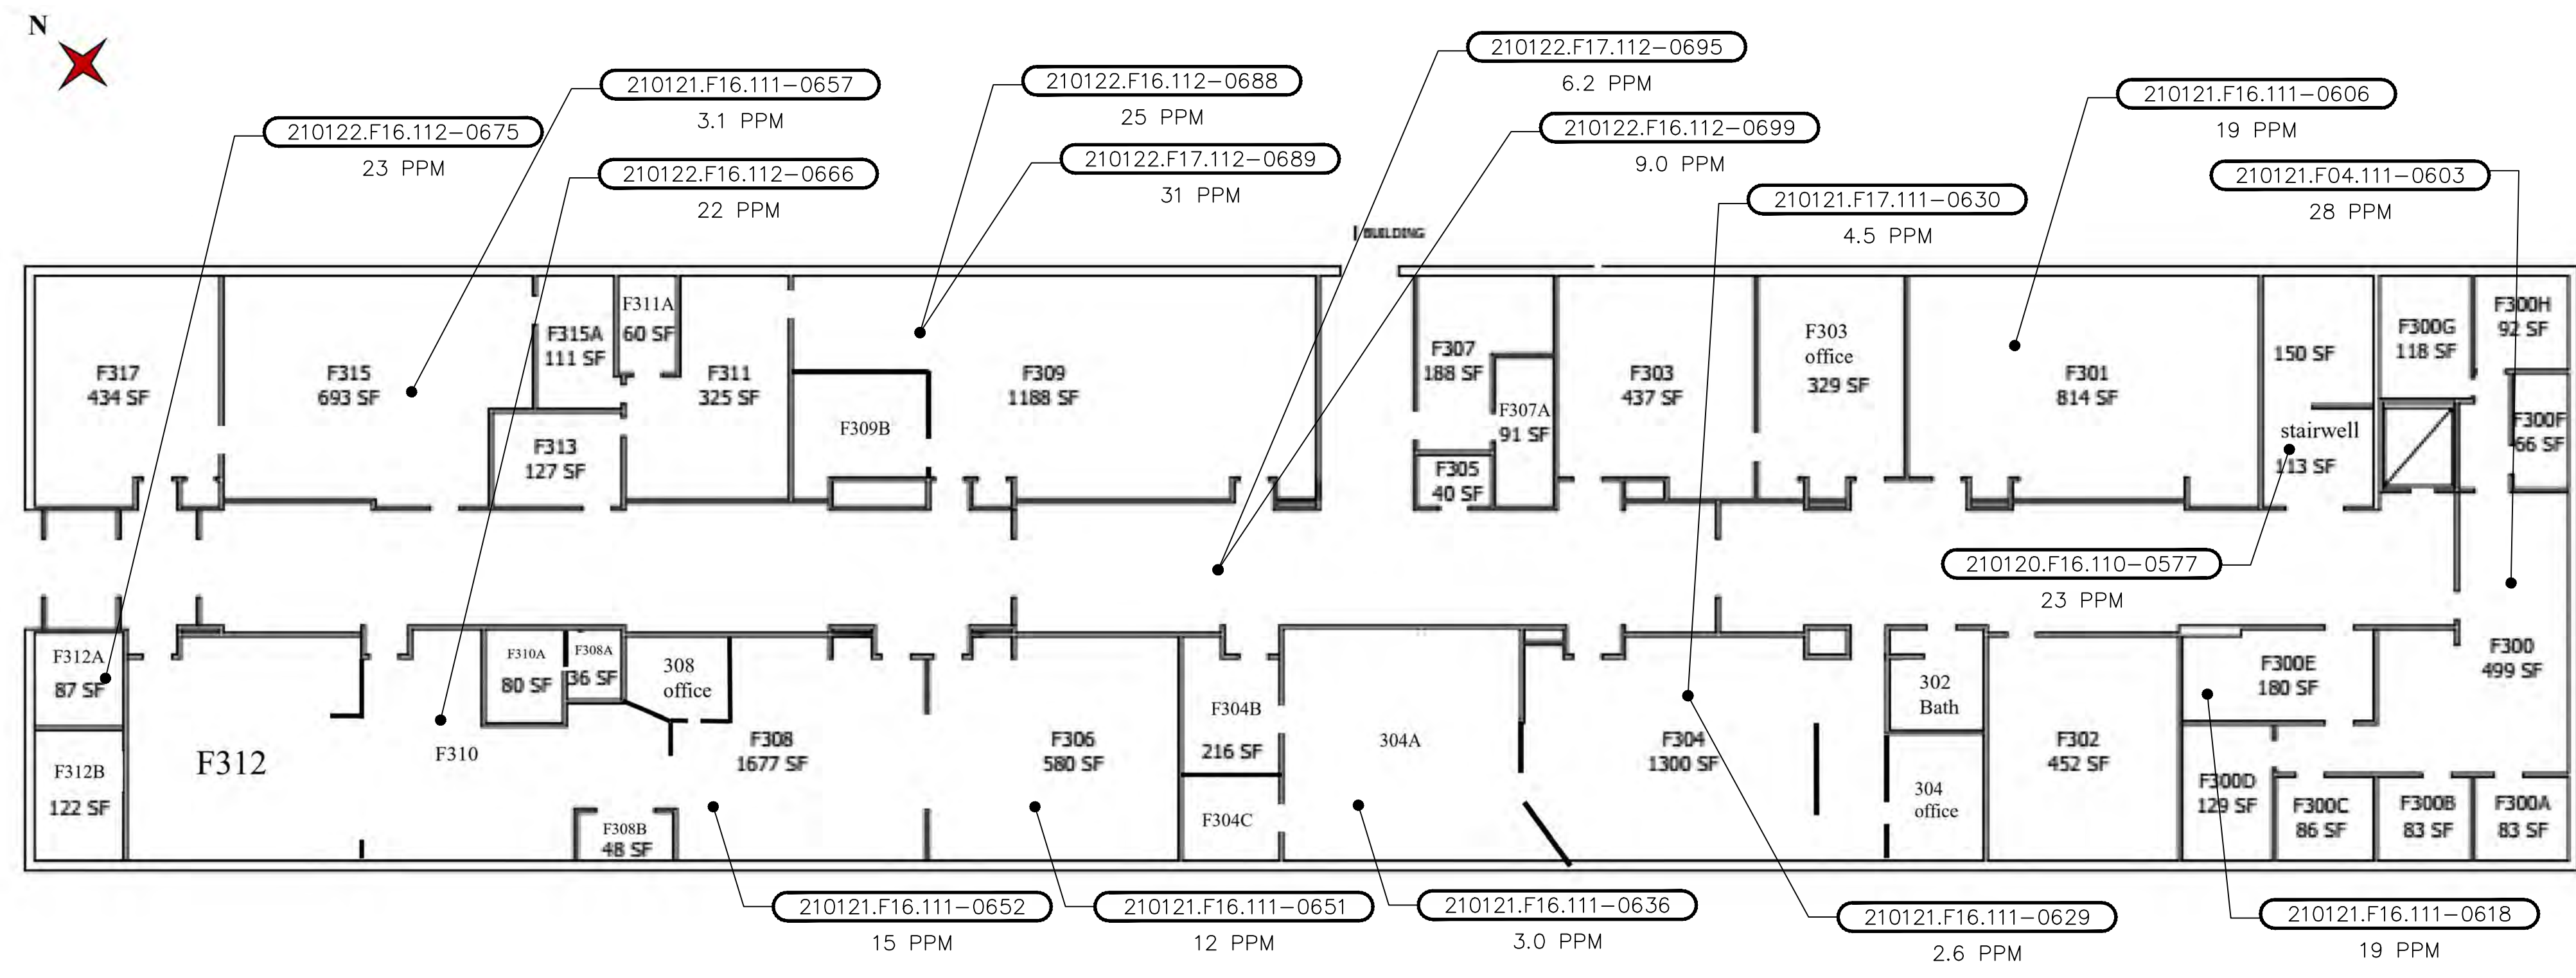 N
210122.F17.112-0695
6.2 PPM
210121.F16.111-0657
3.1 PPM
210122.F16.112-0688
25 PPM
210121.F16.111-0606
19 PPM
210122.F16.112-0675
23 PPM
210122.F16.112-0699
9.0 PPM
210122.F16.112-0666
22 PPM
210122.F17.112-0689
31 PPM
210121.F04.111-0603
28 PPM
210121.F17.111-0630
4.5 PPM
BUILDING
F317
434 SF
F315
693 SF
F315A
111 SF
F311A
60 SF
F313
127 SF
F311
325 SF
F309B
F309
1188 SF
F307
188 SF
F307A
91 SF
F305
40 SF
F303
437 SF
F303
office
329 SF
F301
814 SF
150 SF
stairwell
113 SF
F300G
118 SF
F300H
92 SF
F300F
66 SF
210120.F16.110-0577
23 PPM
F312A
87 SF
F312B
122 SF
F312
F310
F310A
80 SF
F308A
36 SF
308
office
F308
1677 SF
F308B
48 SF
F306
580 SF
F304B
216 SF
F304C
304A
F304
1300 SF
302
Bath
304
office
F302
452 SF
F300E
180 SF
F300
499 SF
F300D
129 SF
F300C
86 SF
F300B
83 SF
F300A
83 SF
210121.F16.111-0652
15 PPM
210121.F16.111-0651
12 PPM
210121.F16.111-0636
3.0 PPM
210121.F16.111-0629
2.6 PPM
210121.F16.111-0618
19 PPM